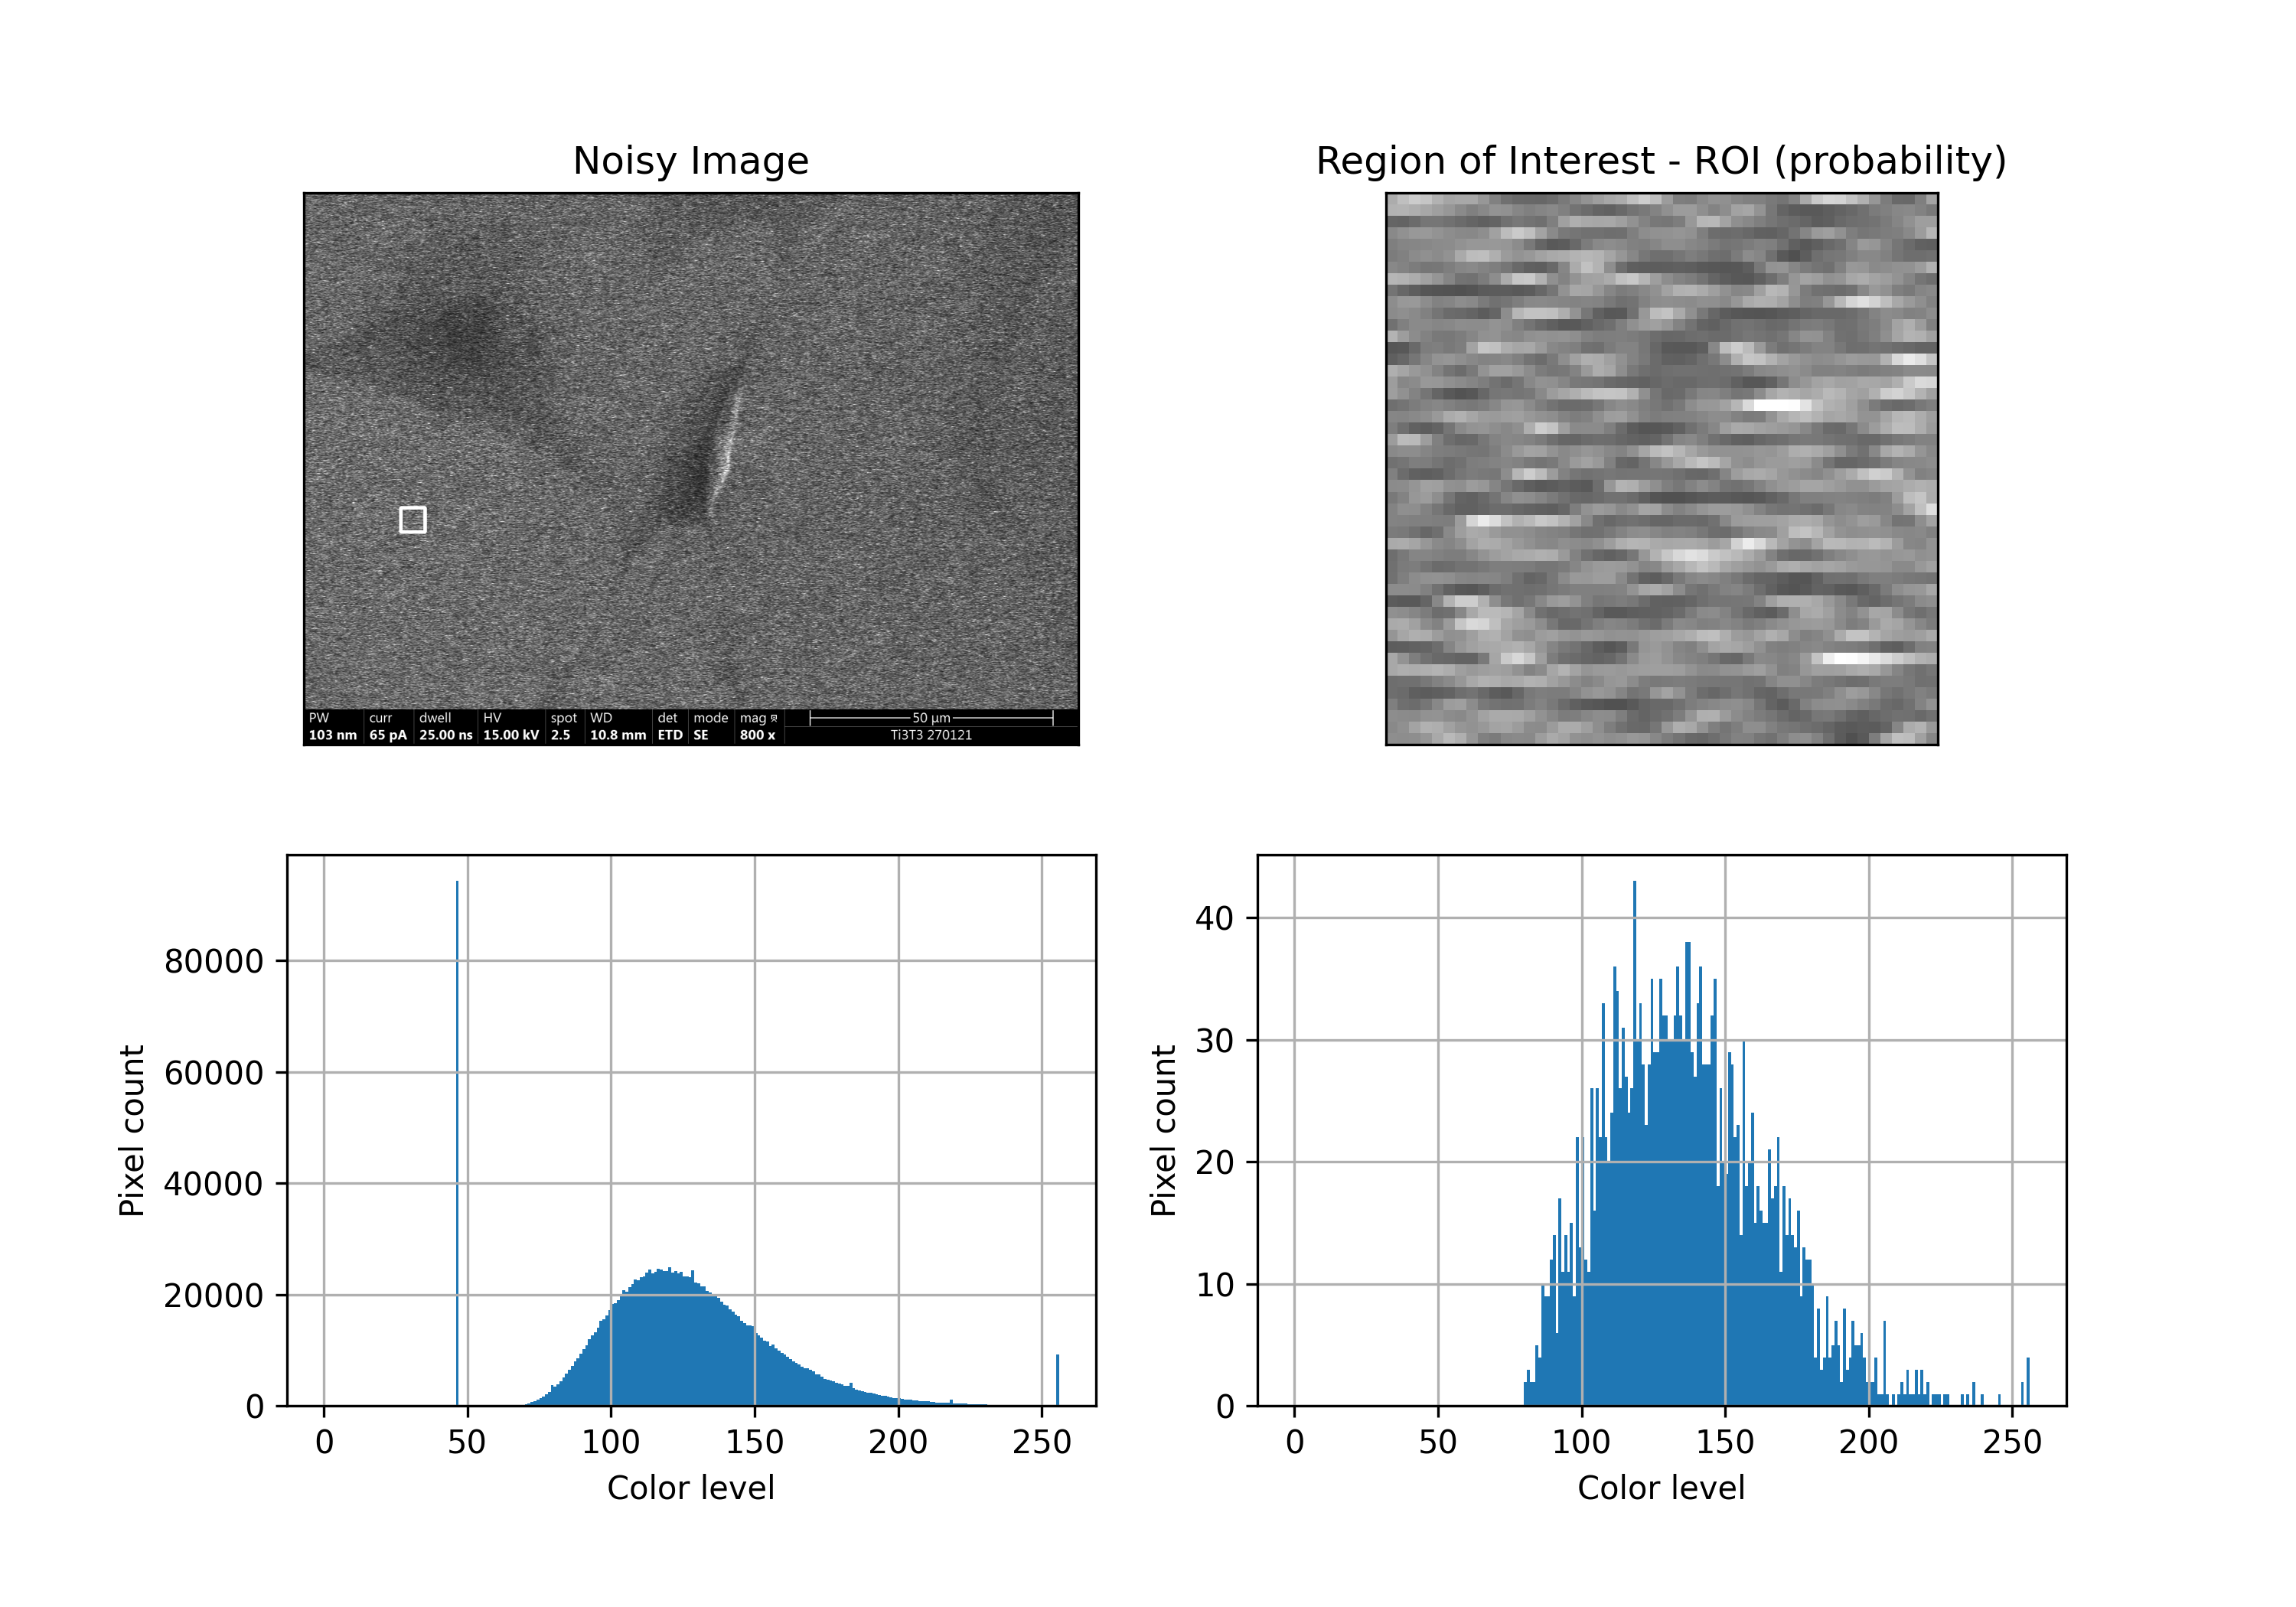 Noisy Image
Region of Interest - ROI (probability)
PW curr dwell HV spot WD det mode mag 50 µm
103 nm 65 pA 25.00 ns 15.00 kV 2.5 10.8 mm ETD SE 800 x Ti3T3 270121
80000
60000
40000
20000
0
Pixel count
0 50 100 150 200 250
Color level
40
30
20
10
0
Pixel count
0 50 100 150 200 250
Color level